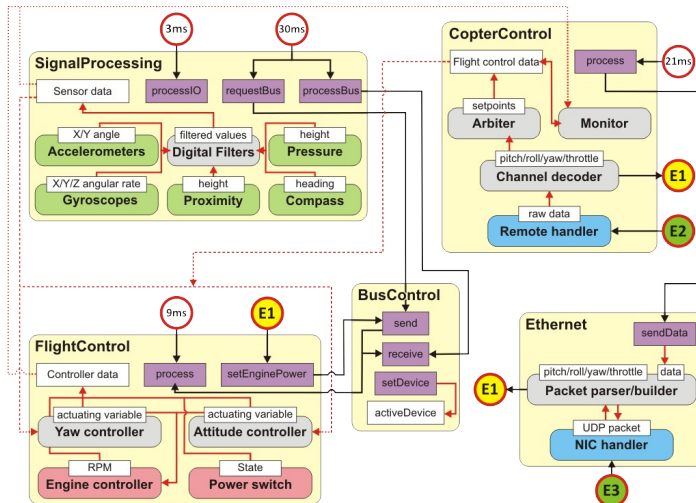 3ms
30ms
SignalProcessing
Sensor data
processIO
requestBus
processBus
X/Y angle
filtered values
height
Accelerometers
Digital Filters
Pressure
X/Y/Z angular rate
height
heading
Gyroscopes
Proximity
Compass
CopterControl
Flight control data
process
21ms
setpoints
Arbiter
Monitor
pitch/roll/yaw/throttle
Channel decoder
E1
raw data
Remote handler
E2
9ms
E1
FlightControl
Controller data
process
setEnginePower
actuating variable
actuating variable
Yaw controller
Attitude controller
RPM
State
Engine controller
Power switch
BusControl
send
receive
setDevice
activeDevice
Ethernet
sendData
pitch/roll/yaw/throttle
data
E1
Packet parser/builder
UDP packet
NIC handler
E3